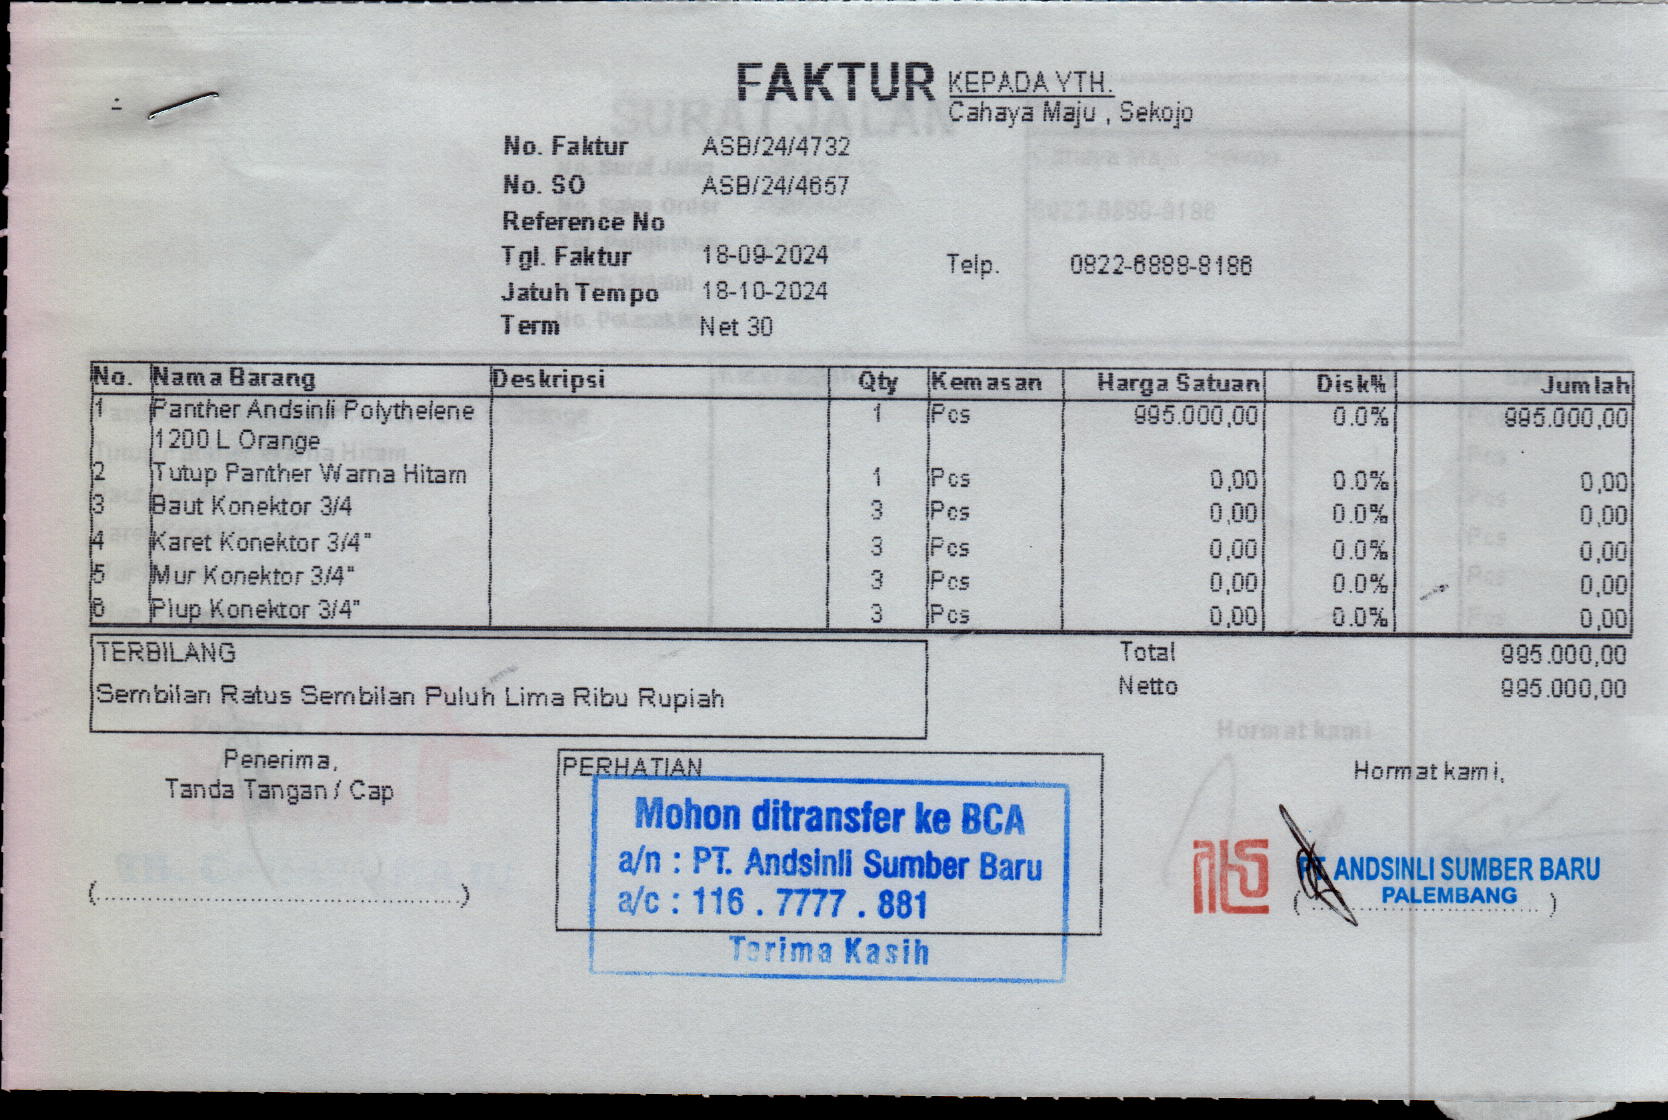 FAKTUR
KEPADA YTH.
Cahaya Maju , Sekojo
No. Faktur ASB/24/4732
No. SO ASB/24/4657
Reference No
Tgl. Faktur 18-09-2024
Telp. 0822-6888-8186
Jatuh Tempo 18-10-2024
Term Net 30
No. Nama Barang Deskripsi Qty Kemasan Harga Satuan Disk% Jumlah
1 Panther Andsinli Polythelene 1 Pcs 995.000,00 0.0% 995.000,00
1200 L Orange
2 Tutup Panther Warna Hitam 1 Pcs 0,00 0.0% 0,00
3 Baut Konektor 3/4 3 Pcs 0,00 0.0% 0,00
4 Karet Konektor 3/4" 3 Pcs 0,00 0.0% 0,00
5 Mur Konektor 3/4" 3 Pcs 0,00 0.0% 0,00
6 Plup Konektor 3/4" 3 Pcs 0,00 0.0% 0,00
TERBILANG
Sembilan Ratus Sembilan Puluh Lima Ribu Rupiah
Total 995.000,00
Netto 995.000,00
Penerima,
Tanda Tangan / Cap
(..........................................................)
PERHATIAN
Mohon ditransfer ke BCA
a/n : PT. Andsinli Sumber Baru
a/c : 116 . 7777 . 881
Terima Kasih
Hormat kami,
PT. ANDSINLI SUMBER BARU
PALEMBANG